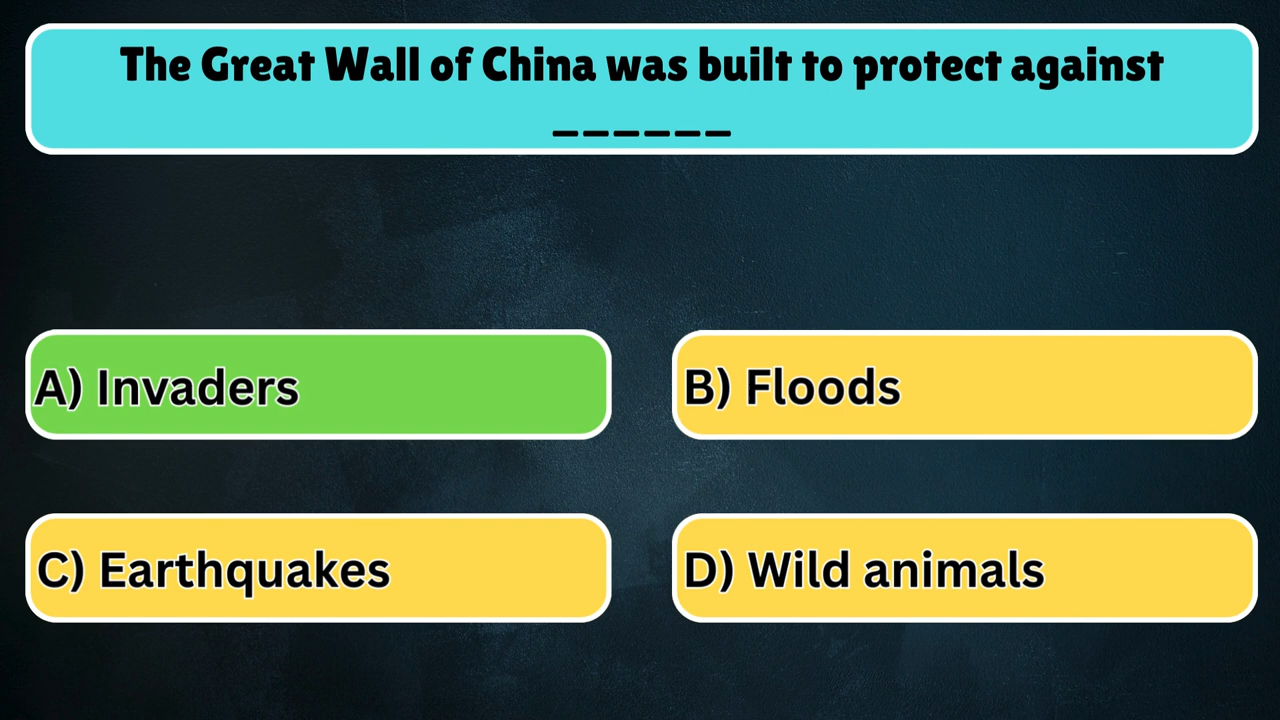 The Great Wall of China was built to protect against
______
A) Invaders
B) Floods
C) Earthquakes
D) Wild animals